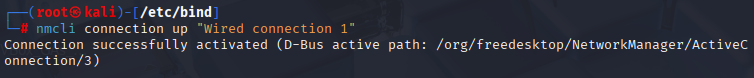 ┌──(root㉿kali)-[/etc/bind]
└─# nmcli connection up "Wired connection 1"
Connection successfully activated (D-Bus active path: /org/freedesktop/NetworkManager/ActiveC
onnection/3)